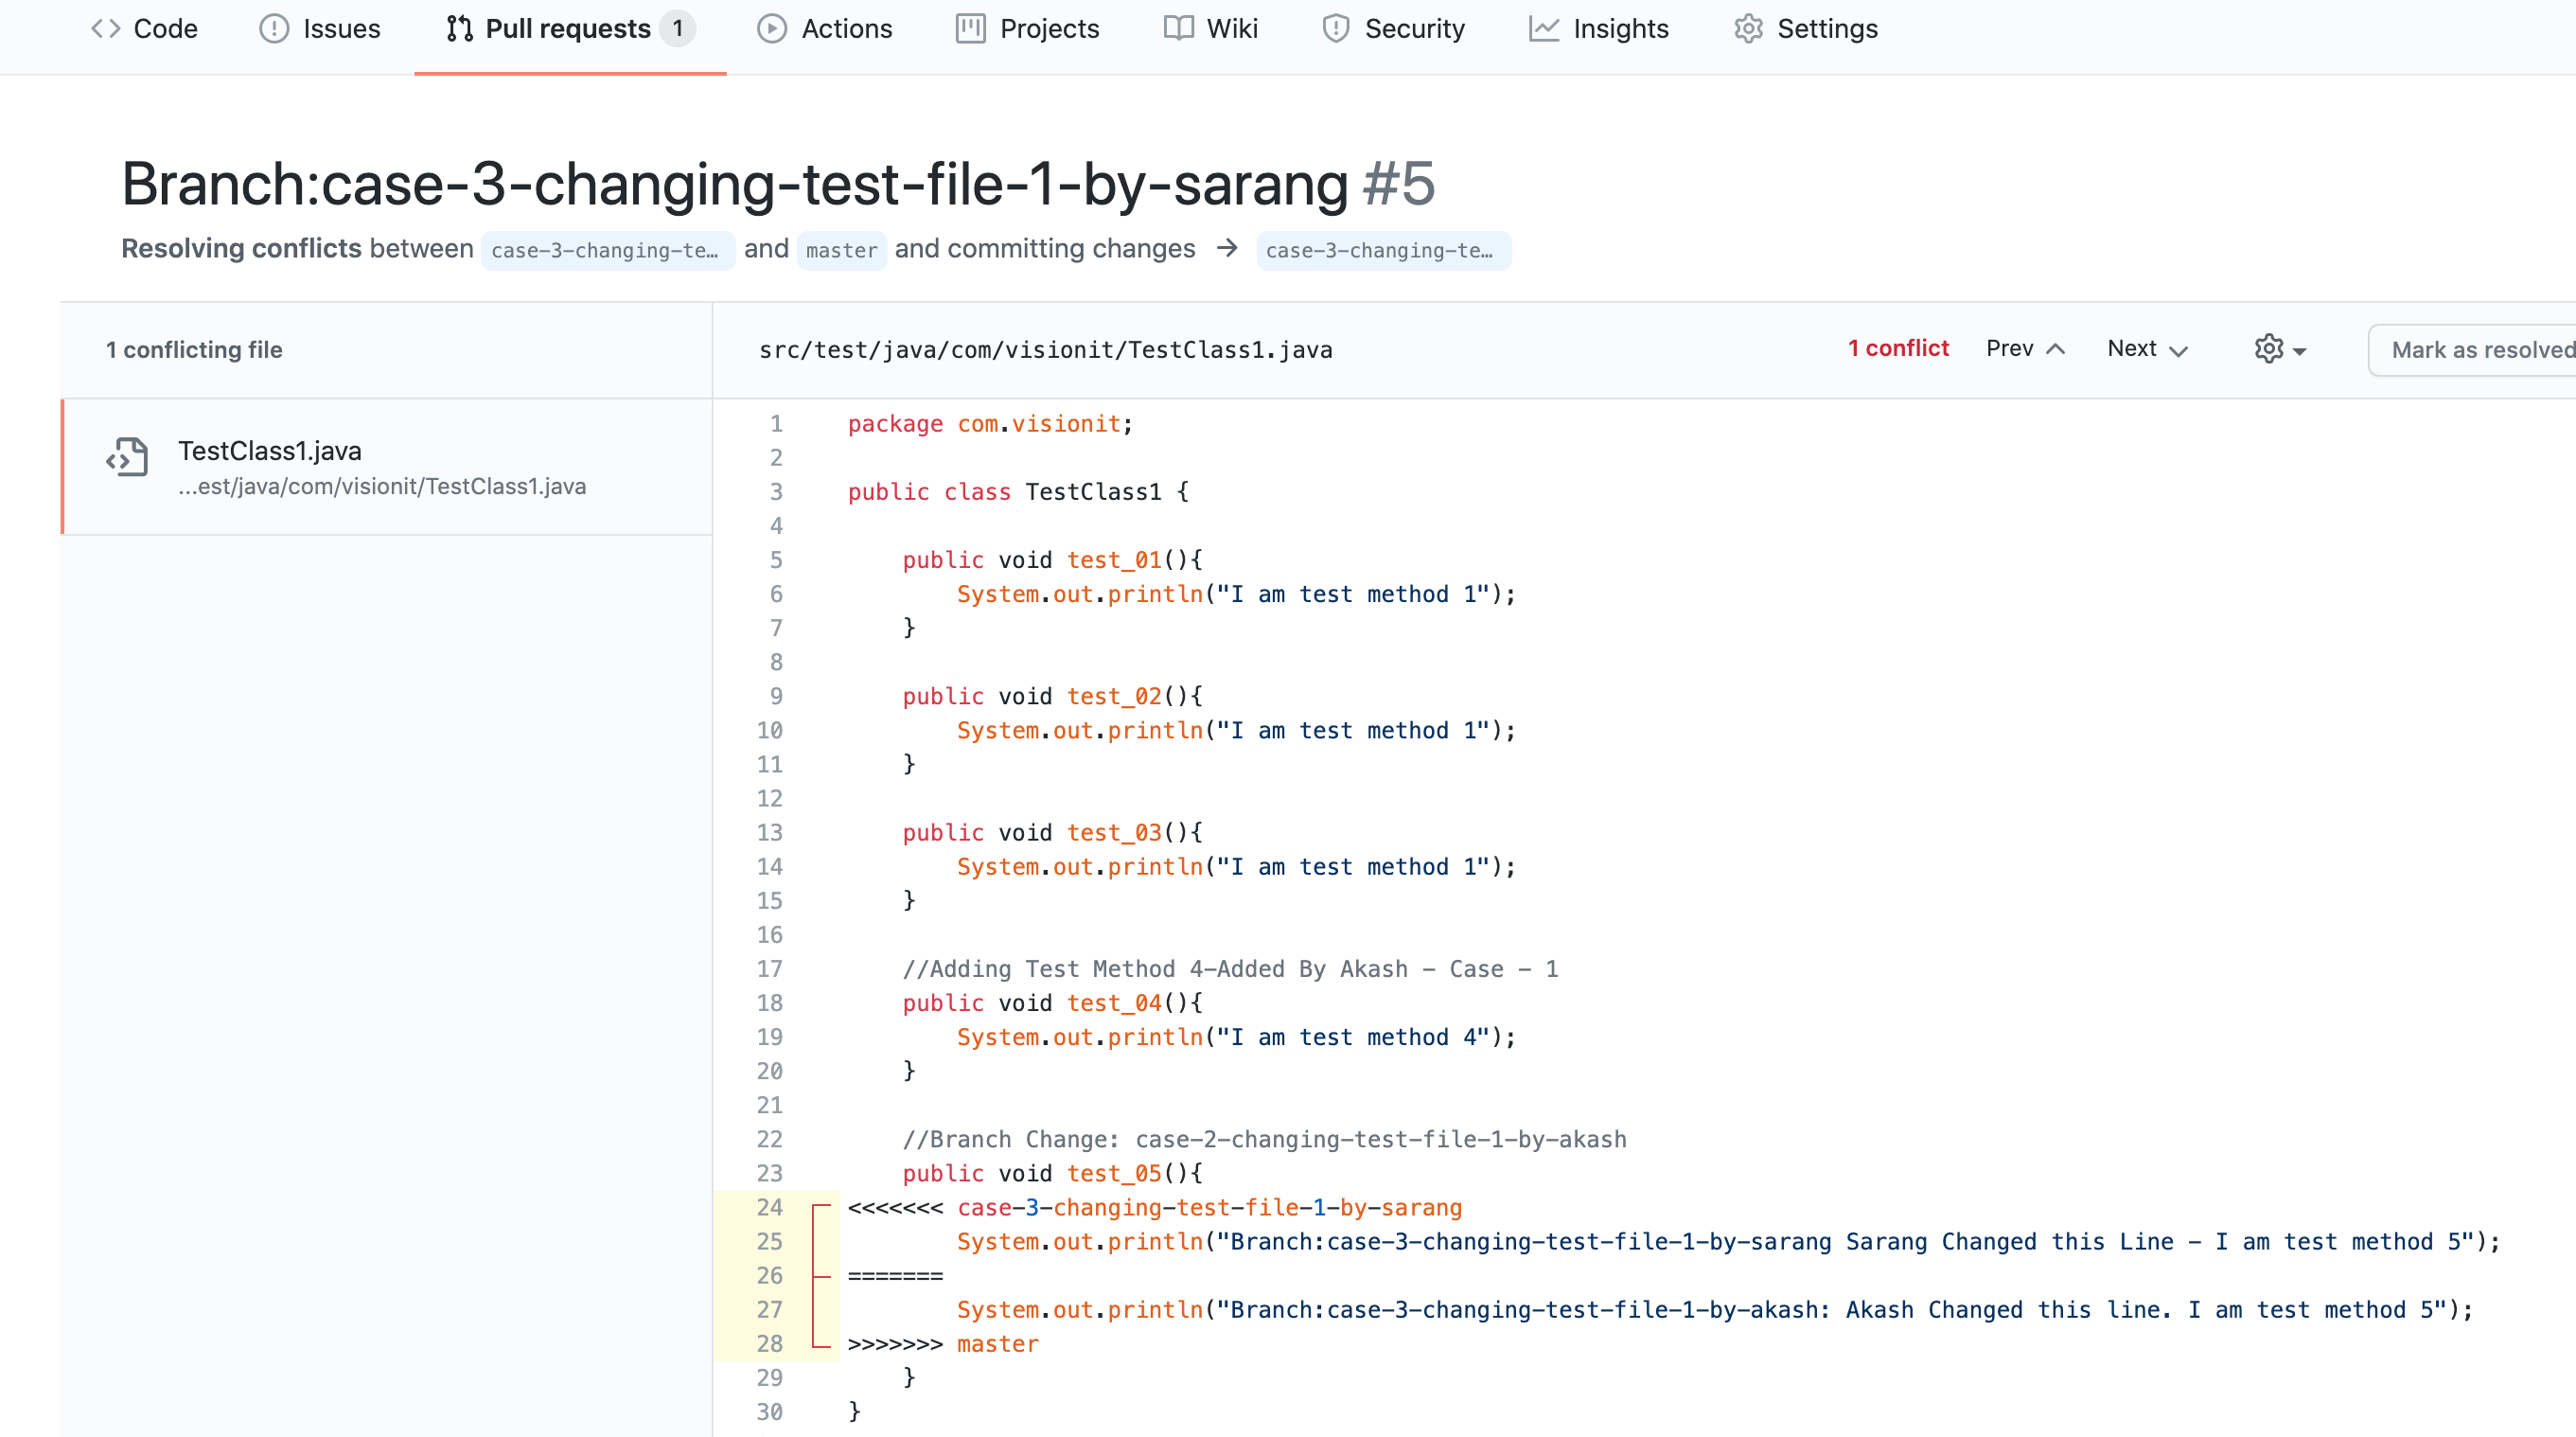 Code Issues Pull requests 1 Actions Projects Wiki Security Insights Settings
Branch:case-3-changing-test-file-1-by-sarang #5
Resolving conflicts between case-3-changing-te… and master and committing changes → case-3-changing-te…
1 conflicting file
src/test/java/com/visionit/TestClass1.java 1 conflict Prev Next Mark as resolved
TestClass1.java
…est/java/com/visionit/TestClass1.java
1 package com.visionit;
2
3 public class TestClass1 {
4
5     public void test_01(){
6         System.out.println("I am test method 1");
7     }
8
9     public void test_02(){
10         System.out.println("I am test method 1");
11     }
12
13     public void test_03(){
14         System.out.println("I am test method 1");
15     }
16
17     //Adding Test Method 4-Added By Akash - Case - 1
18     public void test_04(){
19         System.out.println("I am test method 4");
20     }
21
22     //Branch Change: case-2-changing-test-file-1-by-akash
23     public void test_05(){
24 <<<<<<< case-3-changing-test-file-1-by-sarang
25         System.out.println("Branch:case-3-changing-test-file-1-by-sarang Sarang Changed this Line - I am test method 5");
26 =======
27         System.out.println("Branch:case-3-changing-test-file-1-by-akash: Akash Changed this line. I am test method 5");
28 >>>>>>> master
29     }
30 }